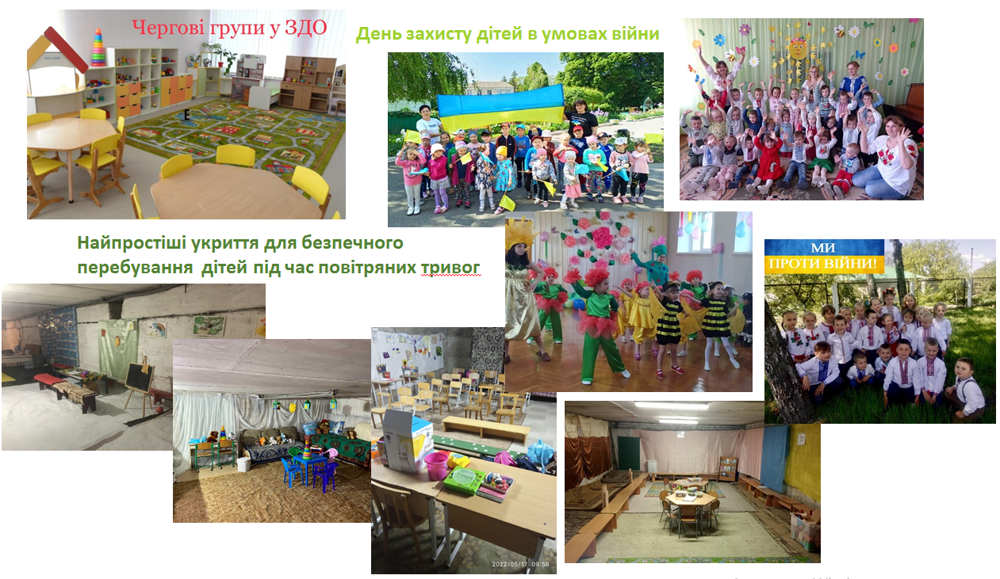 Чергові групи у ЗДО
День захисту дітей в умовах війни
Е
Найпростіші укриття для безпечного
перебування дітей під час повітряних тривог
МИ
ПРОТИ ВІЙНИ!
2022/05/17 09:58